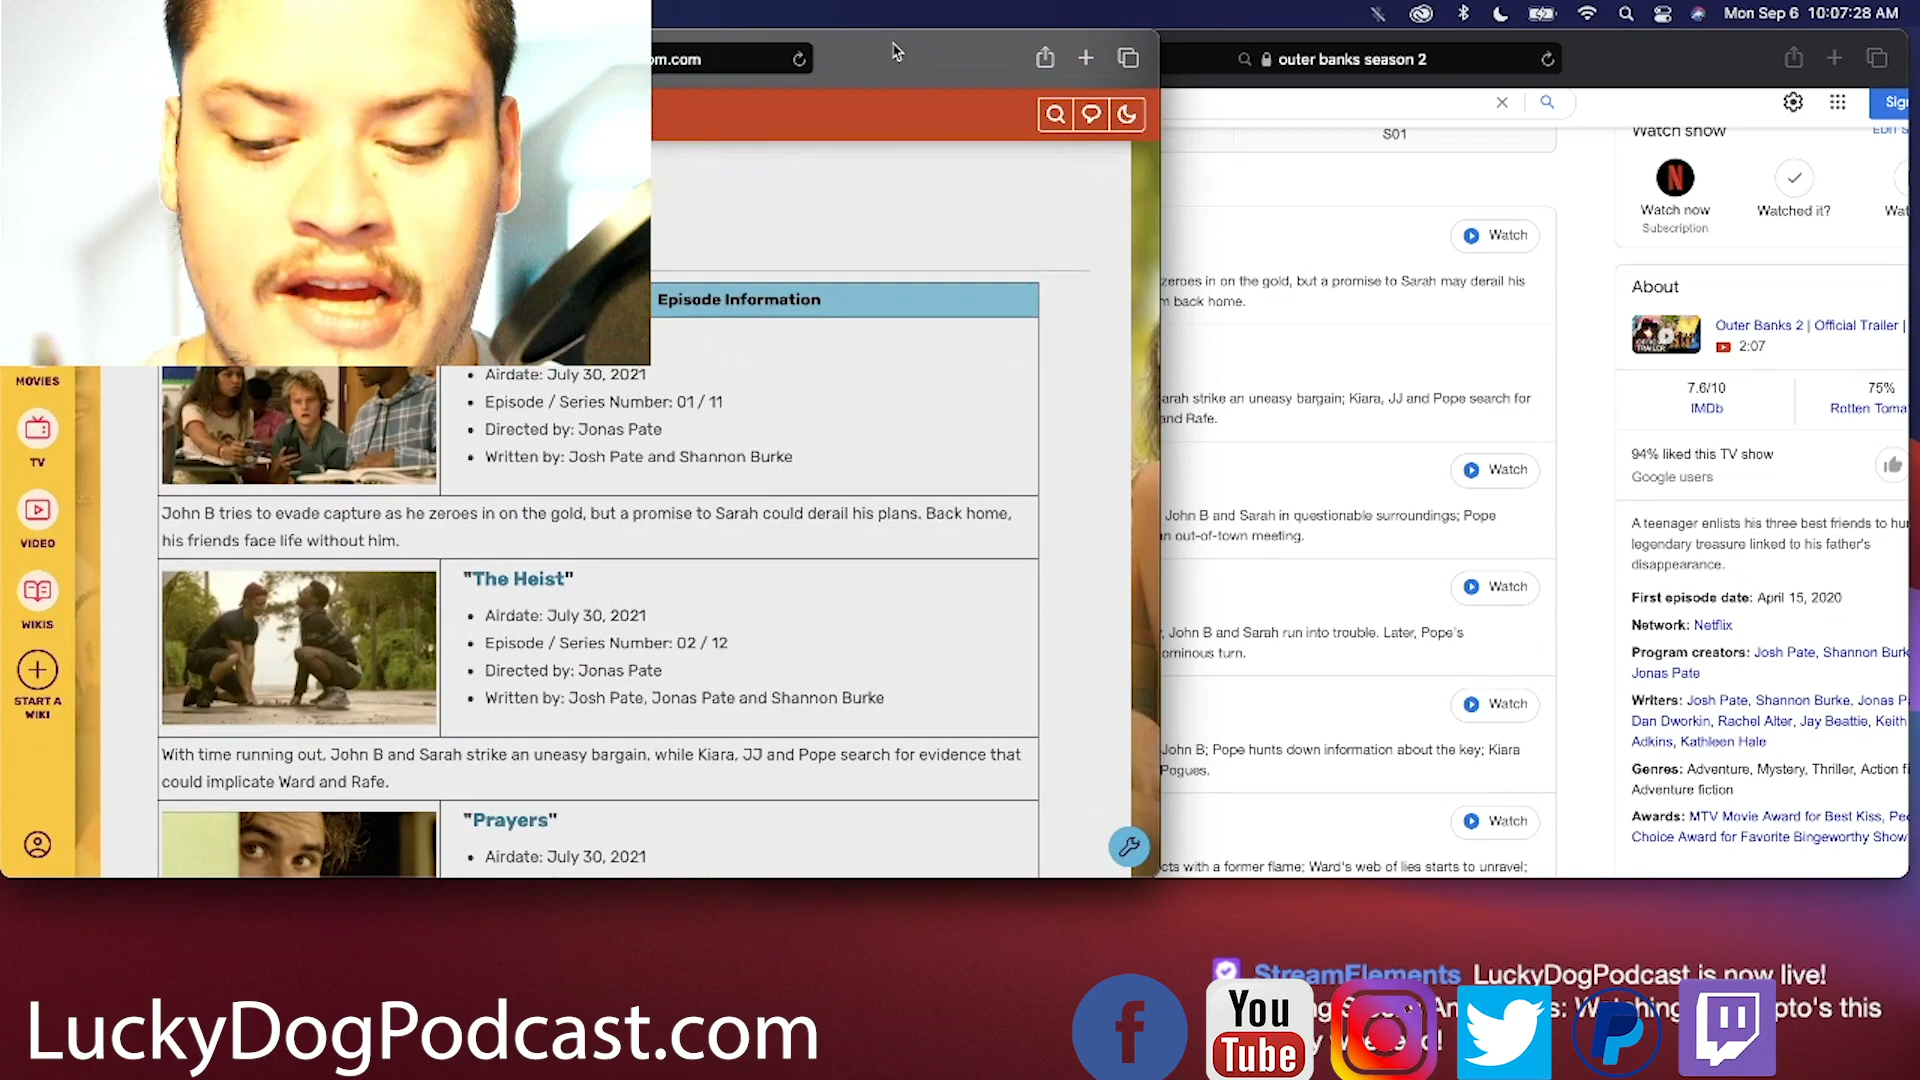 Mon Sep 6 10:07:28 AM
om.com
outer banks season 2
Sig
S01
Watch show
EDIT S
Watch now
Subscription
Watched it?
Wat
Episode Information
Airdate: July 30, 2021
Episode / Series Number: 01 / 11
Directed by: Jonas Pate
Written by: Josh Pate and Shannon Burke
John B tries to evade capture as he zeroes in on the gold, but a promise to Sarah could derail his plans. Back home,
his friends face life without him.
"The Heist"
Airdate: July 30, 2021
Episode / Series Number: 02 / 12
Directed by: Jonas Pate
Written by: Josh Pate, Jonas Pate and Shannon Burke
With time running out, John B and Sarah strike an uneasy bargain, while Kiara, JJ and Pope search for evidence that
could implicate Ward and Rafe.
"Prayers"
Airdate: July 30, 2021
MOVIES
TV
VIDEO
WIKIS
START A
WIKI
Watch
zeroes in on the gold, but a promise to Sarah may derail his
n back home.
arah strike an uneasy bargain; Kiara, JJ and Pope search for
and Rafe.
Watch
John B and Sarah in questionable surroundings; Pope
n out-of-town meeting.
Watch
, John B and Sarah run into trouble. Later, Pope's
ominous turn.
Watch
John B; Pope hunts down information about the key; Kiara
Pogues.
Watch
cts with a former flame; Ward's web of lies starts to unravel;
About
Outer Banks 2 | Official Trailer |
2:07
7.6/10
IMDb
75%
Rotten Toma
94% liked this TV show
Google users
A teenager enlists his three best friends to hu
legendary treasure linked to his father's
disappearance.
First episode date: April 15, 2020
Network: Netflix
Program creators: Josh Pate, Shannon Burk
Jonas Pate
Writers: Josh Pate, Shannon Burke, Jonas P
Dan Dworkin, Rachel Alter, Jay Beattie, Keith
Adkins, Kathleen Hale
Genres: Adventure, Mystery, Thriller, Action fi
Adventure fiction
Awards: MTV Movie Award for Best Kiss, Pe
Choice Award for Favorite Bingeworthy Show
StreamElements LuckyDogPodcast is now live!
LuckyDogPodcast.com
You
Tube